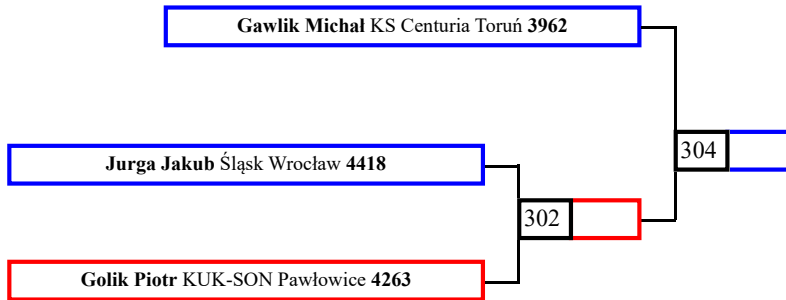 Gawlik Michał KS Centuria Toruń 3962
304
Jurga Jakub Śląsk Wrocław 4418
302
Golik Piotr KUK-SON Pawłowice 4263